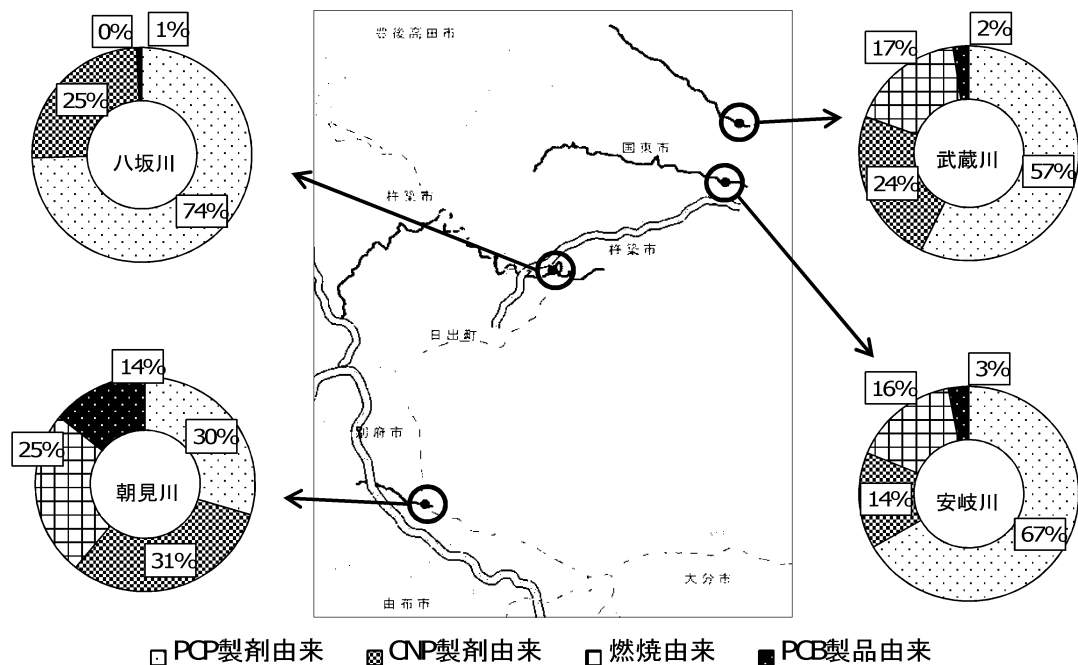 0%
1%
25%
八坂川
74%
豊後高田市
国東市
杵築市
杵築市
日出町
別府市
由布市
大分市
17%
2%
24%
武蔵川
57%
14%
30%
25%
朝見川
31%
16%
3%
14%
安岐川
67%
PCP製剤由来 CNP製剤由来 燃焼由来 PCB製品由来